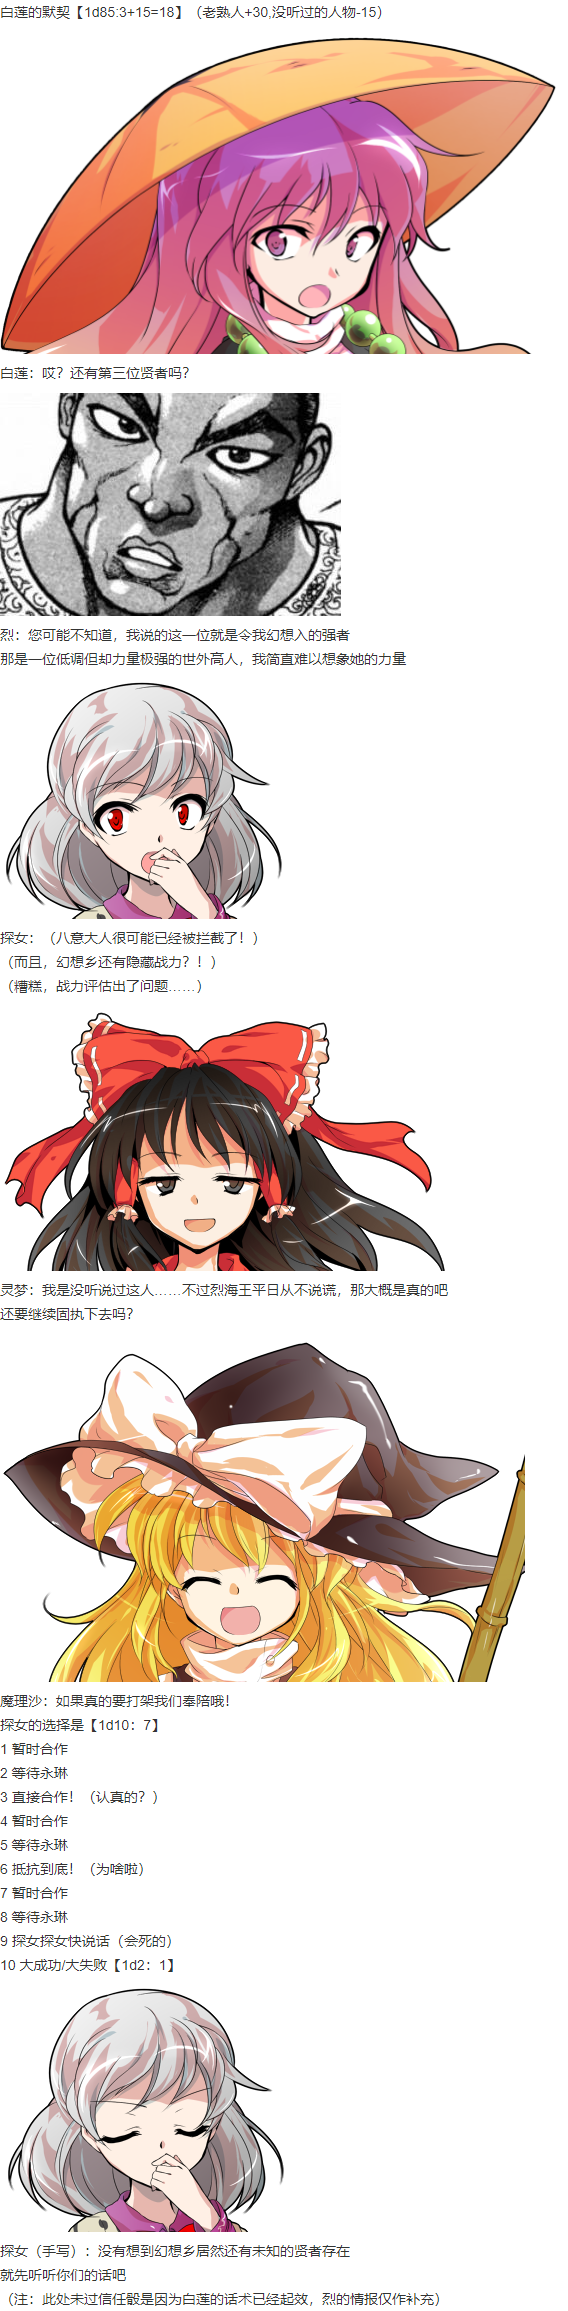 白莲的默契【1d85:3+15=18】（老熟人+30,没听过的人物-15）
白莲：哎？还有第三位贤者吗？
烈：您可能不知道，我说的这一位就是令我幻想入的强者
那是一位低调但却力量极强的世外高人，我简直难以想象她的力量
探女：（八意大人很可能已经被拦截了！）
（而且，幻想乡还有隐藏战力？！）
（糟糕，战力评估出了问题……）
灵梦：我是没听说过这人……不过烈海王平日从不说谎，那大概是真的吧
还要继续固执下去吗？
魔理沙：如果真的要打架我们奉陪哦！
探女的选择是【1d10：7】
1 暂时合作
2 等待永琳
3 直接合作！（认真的？）
4 暂时合作
5 等待永琳
6 抵抗到底！（为啥啦）
7 暂时合作
8 等待永琳
9 探女探女快说话（会死的）
10 大成功/大失败【1d2：1】
探女（手写）：没有想到幻想乡居然还有未知的贤者存在
就先听听你们的话吧
（注：此处未过信任骰是因为白莲的话术已经起效，烈的情报仅作补充）